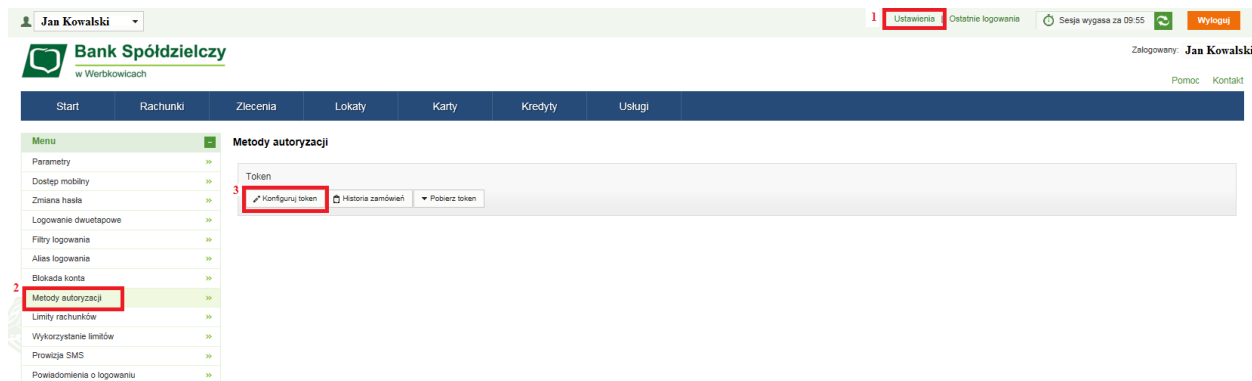 Jan Kowalski
1 Ustawienia | Ostatnie logowania Sesja wygasa za 09:55 Wyloguj
Bank Spółdzielczy
w Werbkowicach
Zalogowany: Jan Kowalski
Pomoc Kontakt
Start Rachunki Zlecenia Lokaty Karty Kredyty Usługi
Menu
Metody autoryzacji
Parametry
Token
Dostęp mobilny
3 Konfiguruj token Historia zamówień Pobierz token
Zmiana hasła
Logowanie dwuetapowe
Filtry logowania
Alias logowania
Blokada konta
2 Metody autoryzacji
Limity rachunków
Wykorzystanie limitów
Prowizja SMS
Powiadomienia o logowaniu